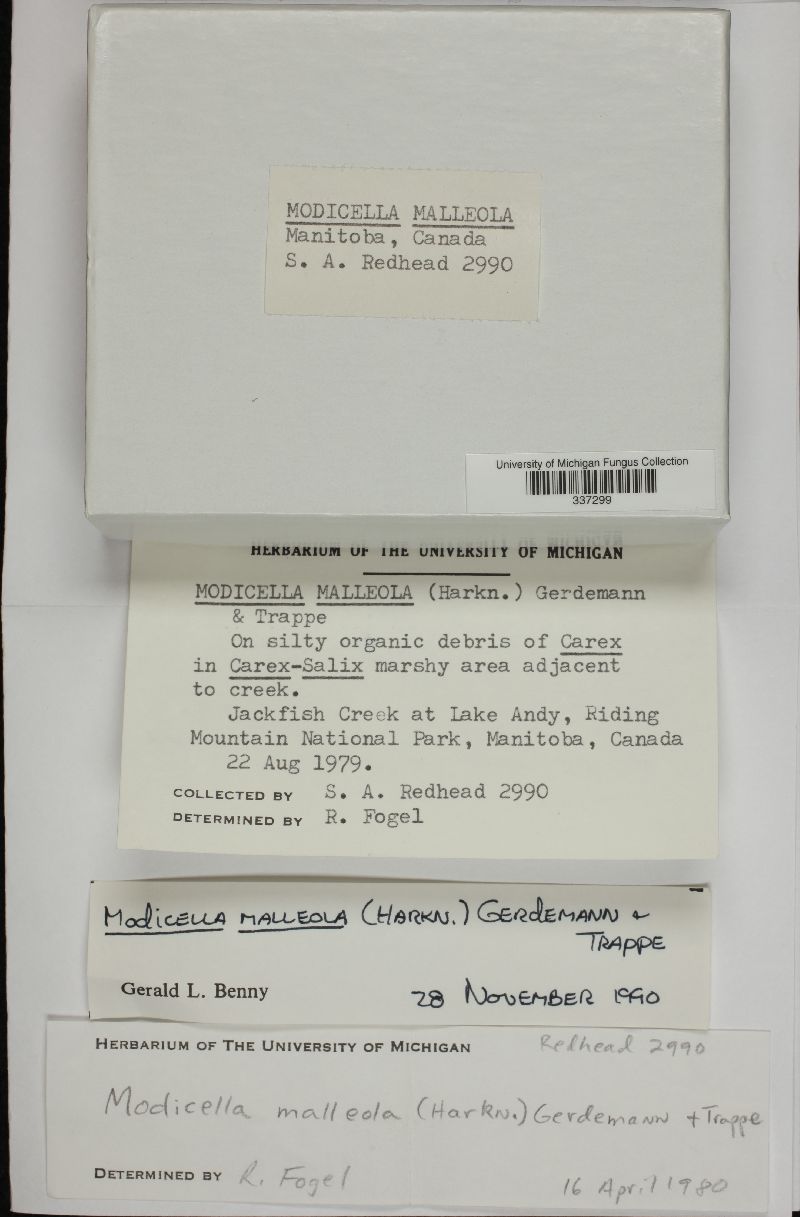 MODICELLA MALLEOLA
Manitoba, Canada
S. A. Redhead 2990
University of Michigan Fungus Collection
337299
HERBARIUM OF THE UNIVERSITY OF MICHIGAN
MODICELLA MALLEOLA (Harkn.) Gerdemann
& Trappe
On silty organic debris of Carex
in Carex-Salix marshy area adjacent
to creek.
Jackfish Creek at Lake Andy, Riding
Mountain National Park, Manitoba, Canada
22 Aug 1979.
COLLECTED BY S. A. Redhead 2990
DETERMINED BY R. Fogel
Modicella malleola (Harkn.) Gerdemann &
Trappe
Gerald L. Benny 28 November 1990
HERBARIUM OF THE UNIVERSITY OF MICHIGAN Redhead 2990
Modicella malleola (Harkn.) Gerdemann + Trappe
DETERMINED BY R. Fogel 16 April 1980